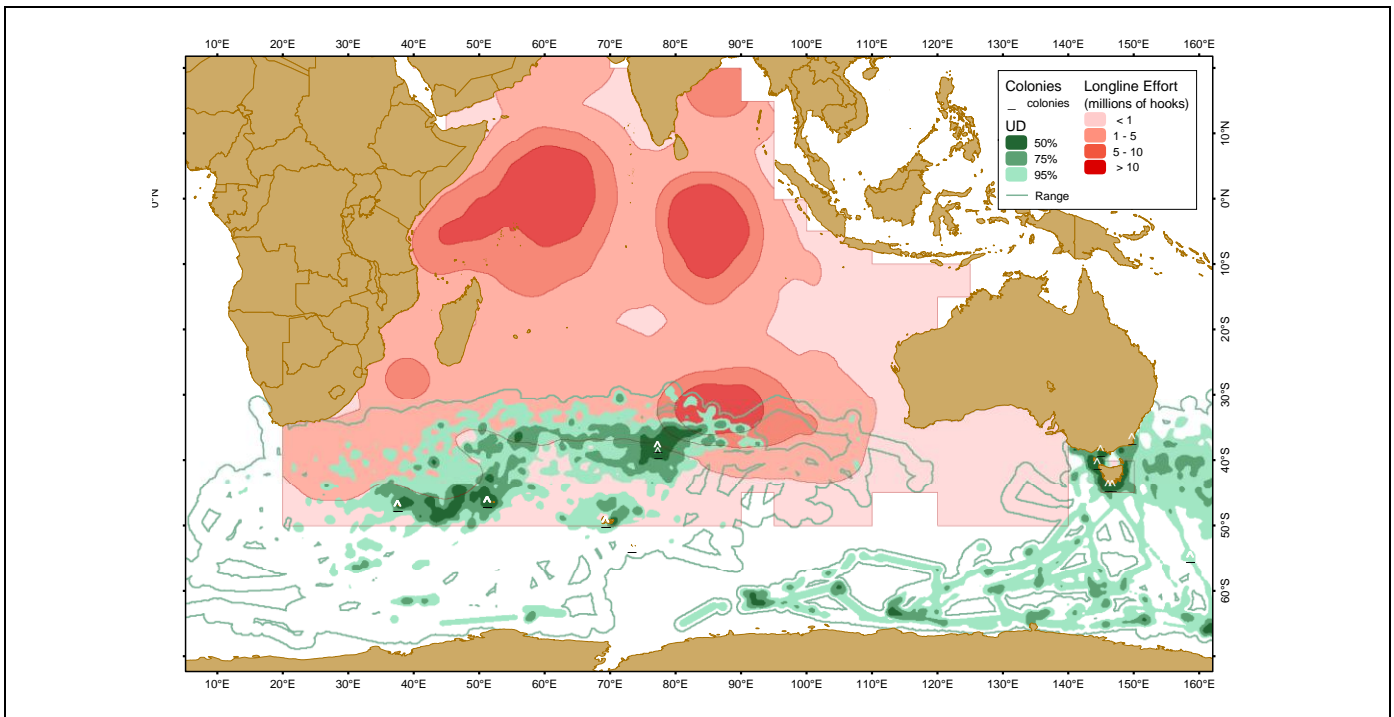 10°E 20°E 30°E 40°E 50°E 60°E 70°E 80°E 90°E 100°E 110°E 120°E 130°E 140°E 150°E 160°E
Colonies Longline Effort
colonies (millions of hooks)
UD < 1
50% 1 - 5
75% 5 - 10
95% > 10
Range
10°N
0°N 0°N
10°S
20°S
30°S
40°S
50°S
60°S
10°E 20°E 30°E 40°E 50°E 60°E 70°E 80°E 90°E 100°E 110°E 120°E 130°E 140°E 150°E 160°E